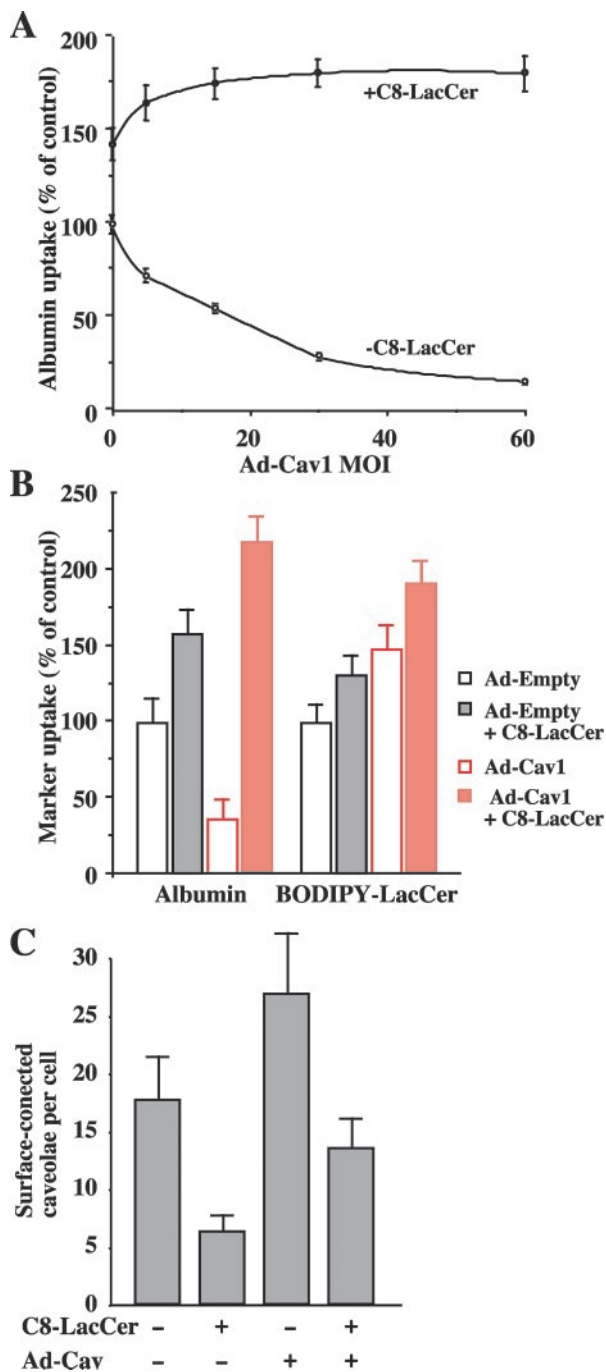 A
Albumin uptake (% of control)
200
150
100
50
0
+C8-LacCer
-C8-LacCer
0 20 40 60
Ad-Cav1 MOI
B
Marker uptake (% of control)
250
200
150
100
50
0
Ad-Empty
Ad-Empty
+ C8-LacCer
Ad-Cav1
Ad-Cav1
+ C8-LacCer
Albumin BODIPY-LacCer
C
Surface-conected
caveolae per cell
30
25
20
15
10
5
0
C8-LacCer - + - +
Ad-Cav - - + +